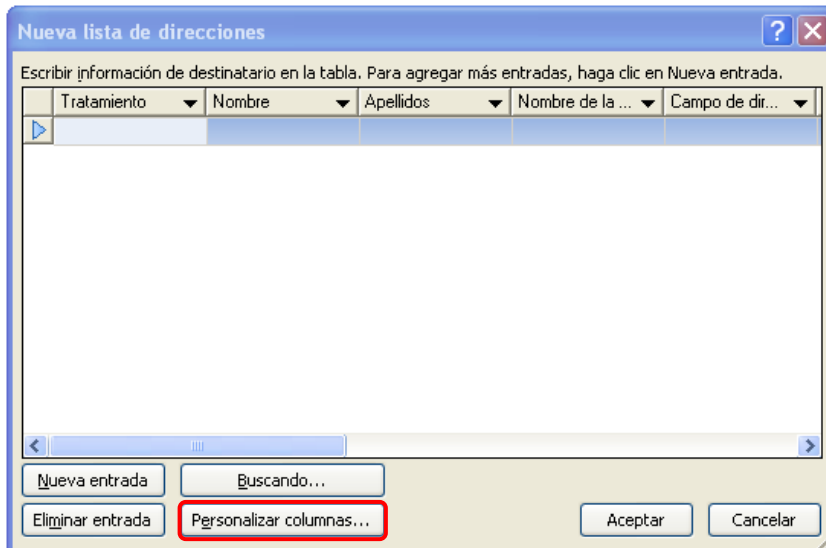 Nueva lista de direcciones
Escribir información de destinatario en la tabla. Para agregar más entradas, haga clic en Nueva entrada.
Tratamiento Nombre Apellidos Nombre de la ... Campo de dir...
Nueva entrada Buscando...
Eliminar entrada Personalizar columnas... Aceptar Cancelar